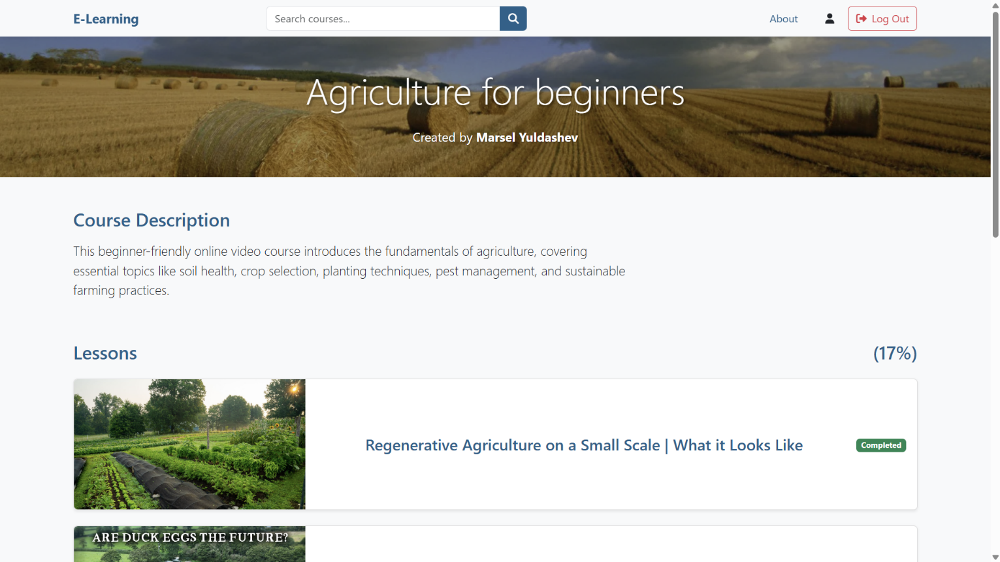 E-Learning
Search courses...
About
Log Out
Agriculture for beginners
Created by Marsel Yuldashev
Course Description
This beginner-friendly online video course introduces the fundamentals of agriculture, covering
essential topics like soil health, crop selection, planting techniques, pest management, and sustainable
farming practices.
Lessons
(17%)
Regenerative Agriculture on a Small Scale | What it Looks Like
Completed
ARE DUCK EGGS THE FUTURE?